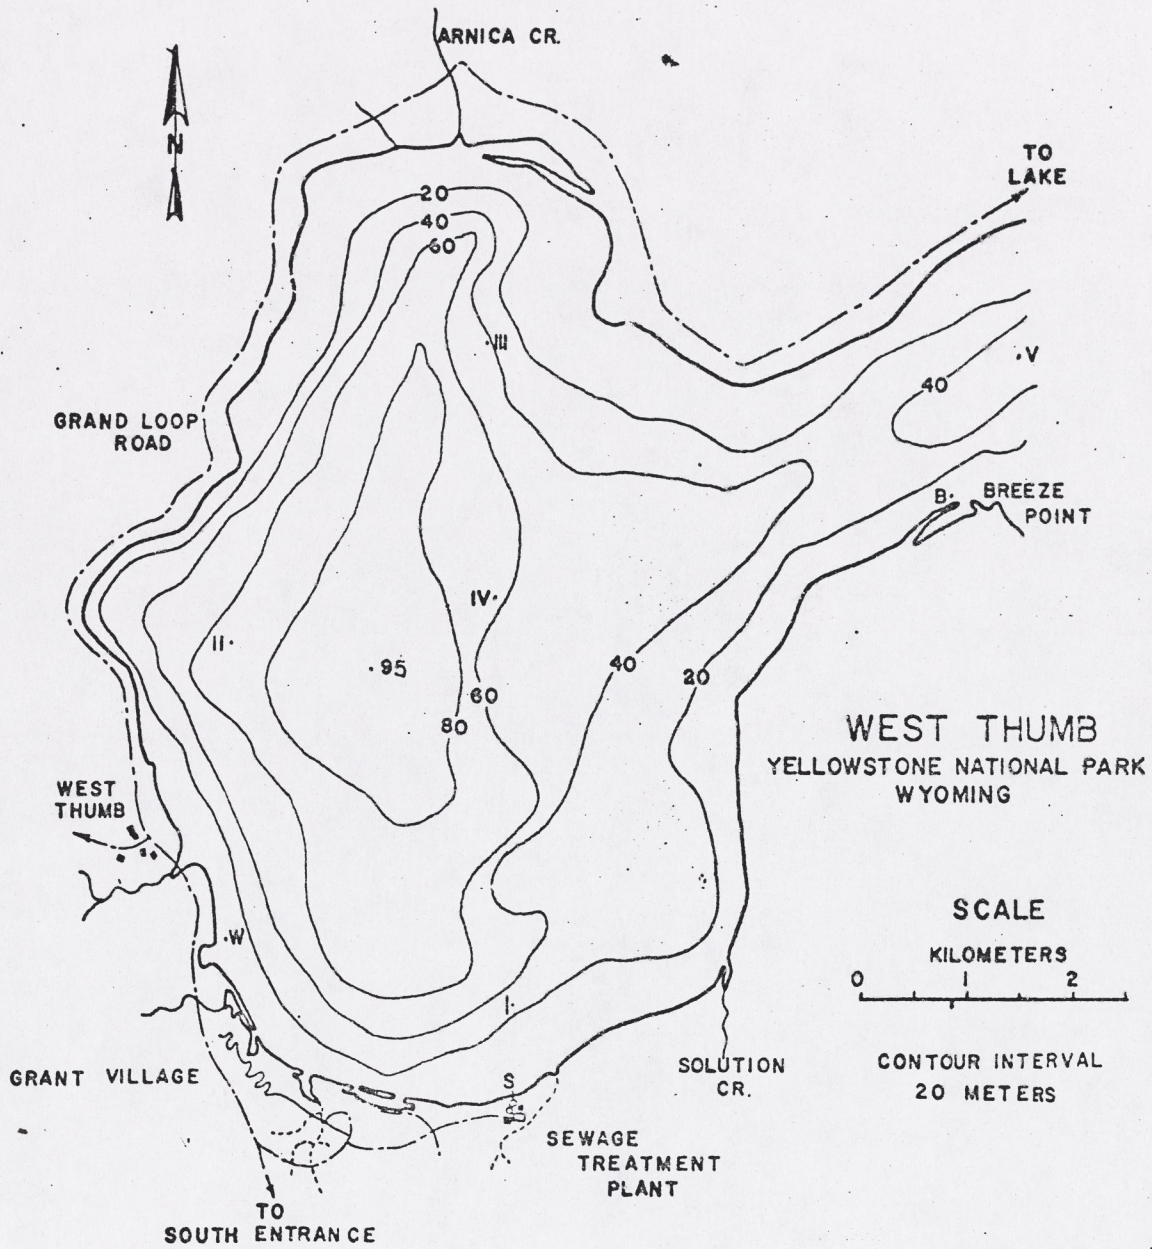 ARNICA CR.
N
TO
LAKE
20
40
60
III
V
40
GRAND LOOP
ROAD
B
BREEZE
POINT
IV
II
95
40
20
60
80
WEST THUMB
YELLOWSTONE NATIONAL PARK
WYOMING
WEST
THUMB
SCALE
KILOMETERS
0 1 2
W
I
CONTOUR INTERVAL
20 METERS
SOLUTION
CR.
GRANT VILLAGE
S
SEWAGE
TREATMENT
PLANT
TO
SOUTH ENTRANCE